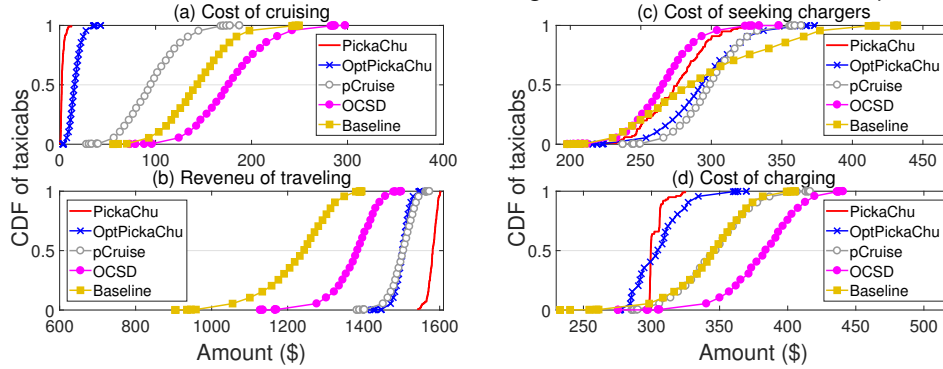 (a) Cost of cruising
CDF of taxicabs
1
0.5
0
0 100 200 300 400
PickaChu
OptPickaChu
pCruise
OCSD
Baseline
(c) Cost of seeking chargers
CDF of taxicabs
1
0.5
0
200 250 300 350 400 450
PickaChu
OptPickaChu
pCruise
OCSD
Baseline
(b) Reveneu of traveling
1
0.5
0
600 800 1000 1200 1400 1600
PickaChu
OptPickaChu
pCruise
OCSD
Baseline
Amount ($)
(d) Cost of charging
1
0.5
0
250 300 350 400 450 500
PickaChu
OptPickaChu
pCruise
OCSD
Baseline
Amount ($)